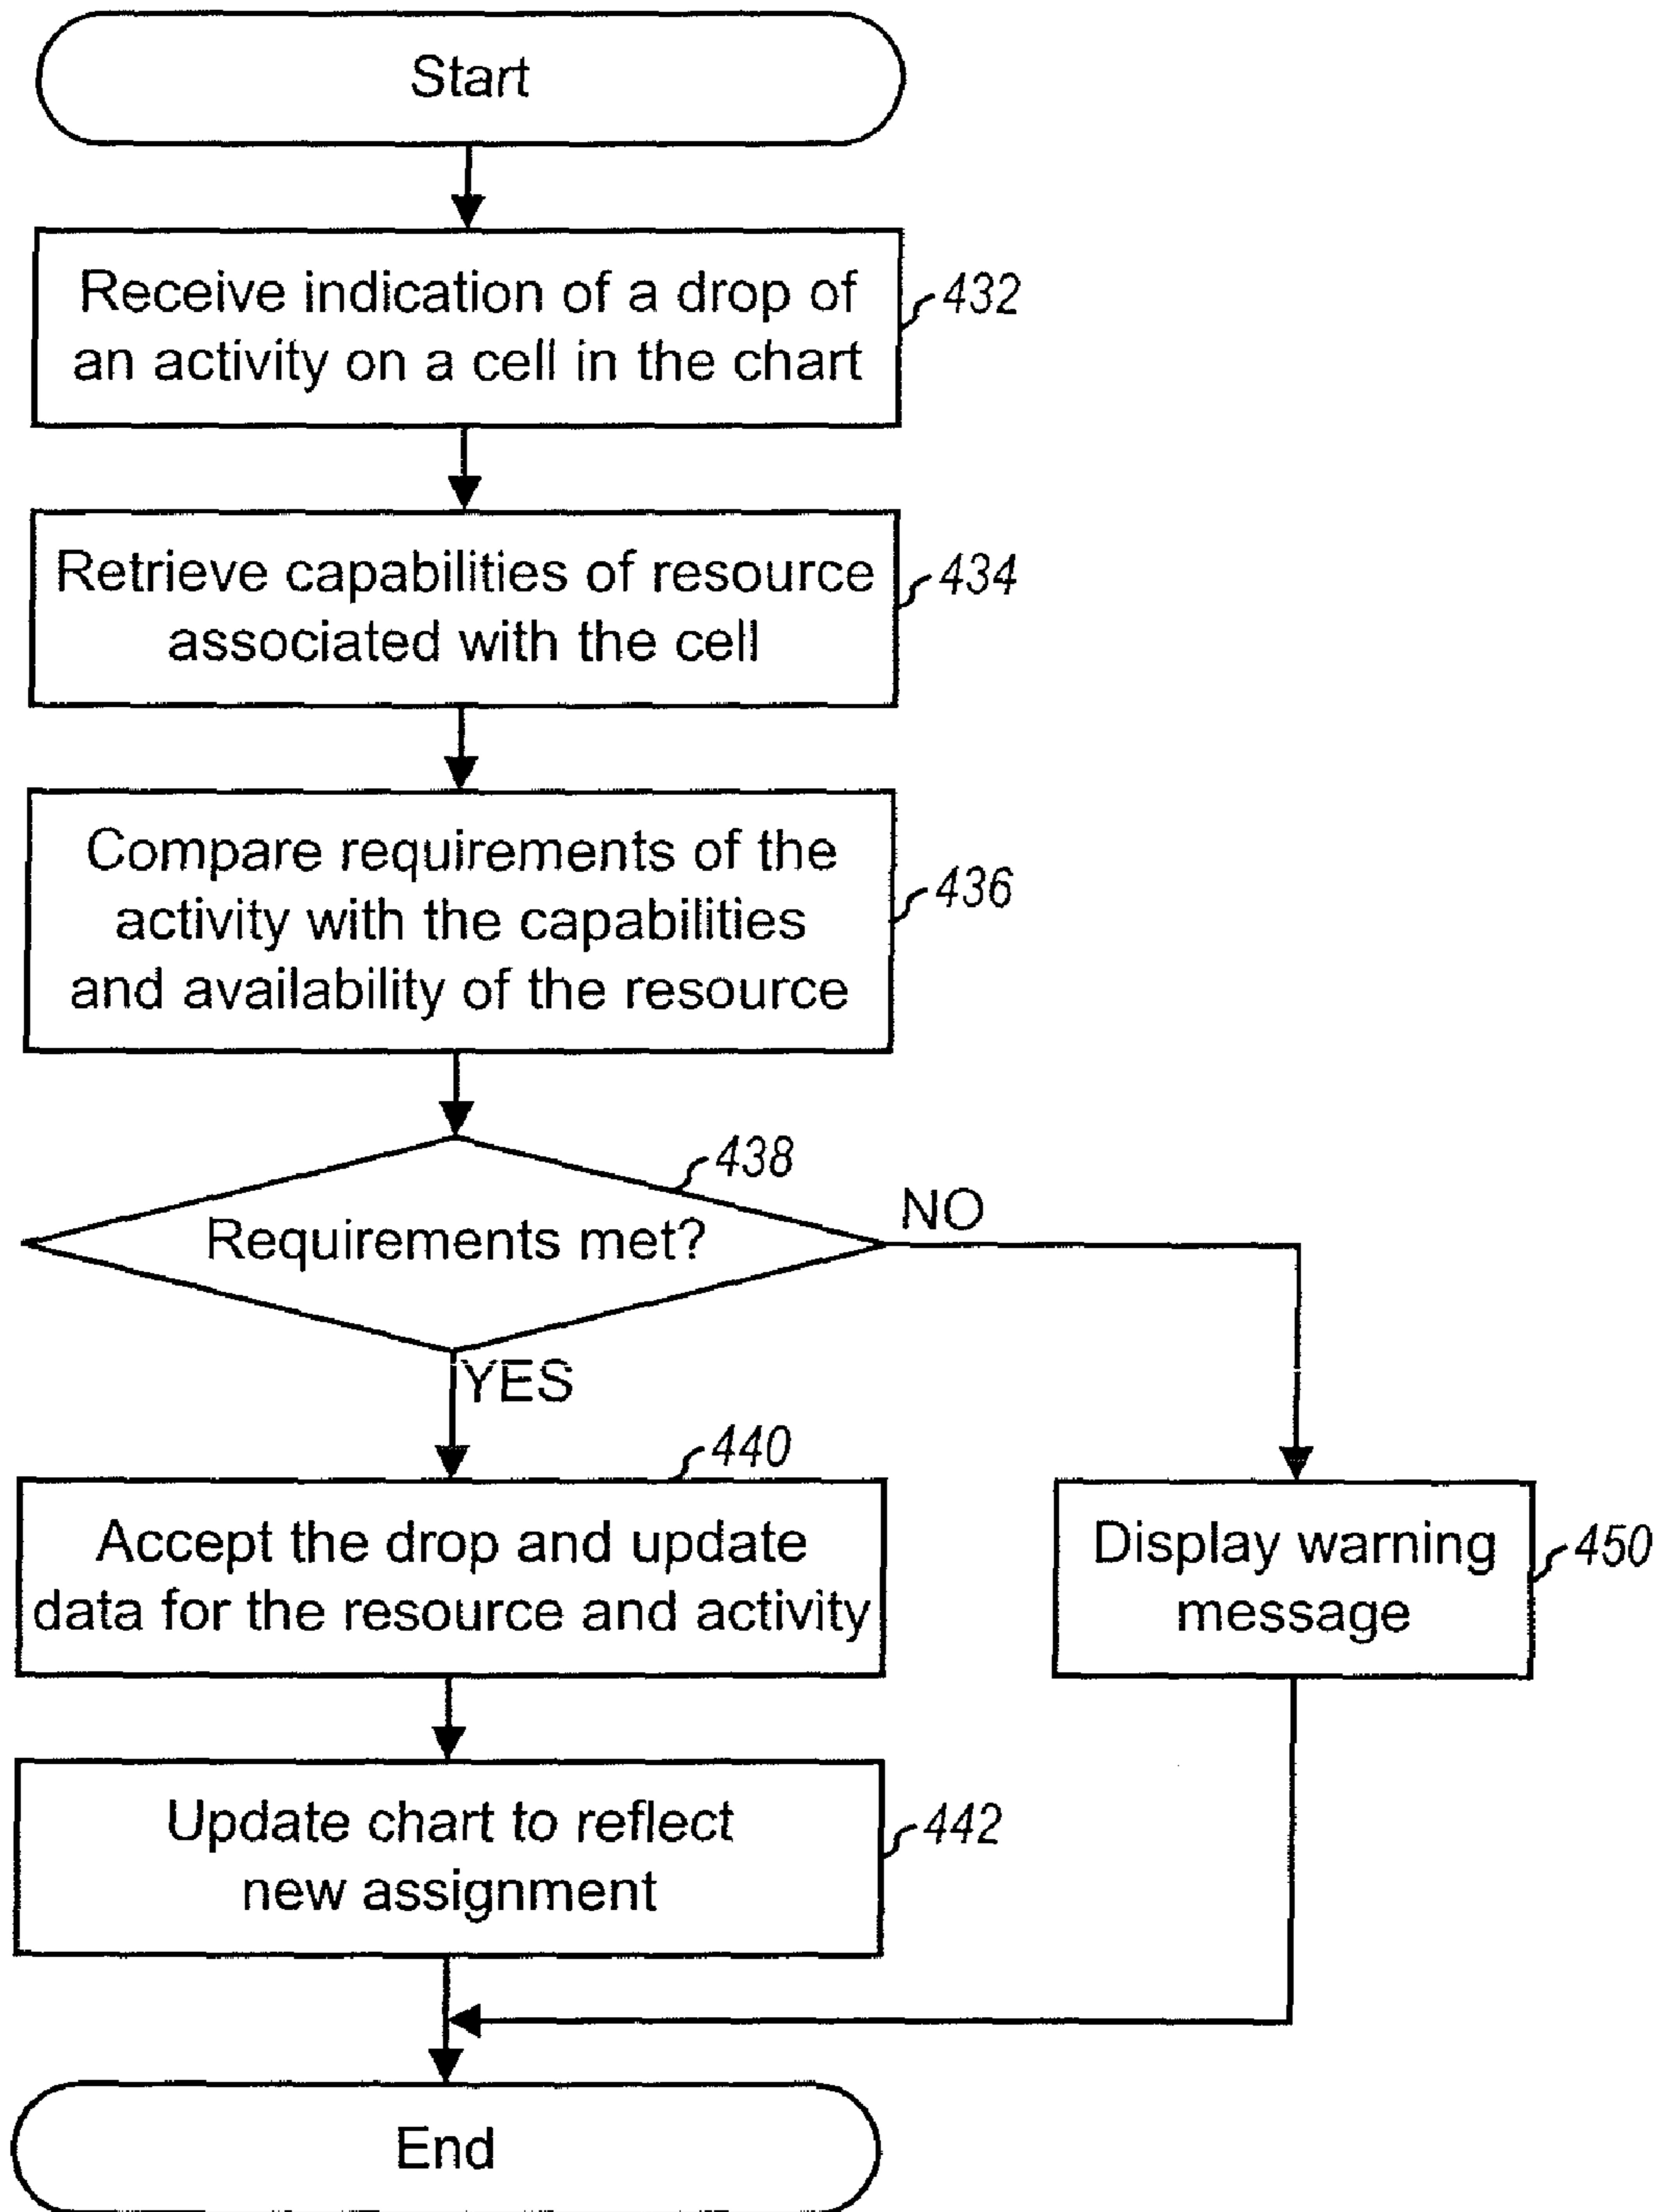 Start
Receive indication of a drop of
an activity on a cell in the chart
432
Retrieve capabilities of resource
associated with the cell
434
Compare requirements of the
activity with the capabilities
and availability of the resource
436
438
Requirements met?
NO
YES
440
Accept the drop and update
data for the resource and activity
Display warning
message
450
Update chart to reflect
new assignment
442
End